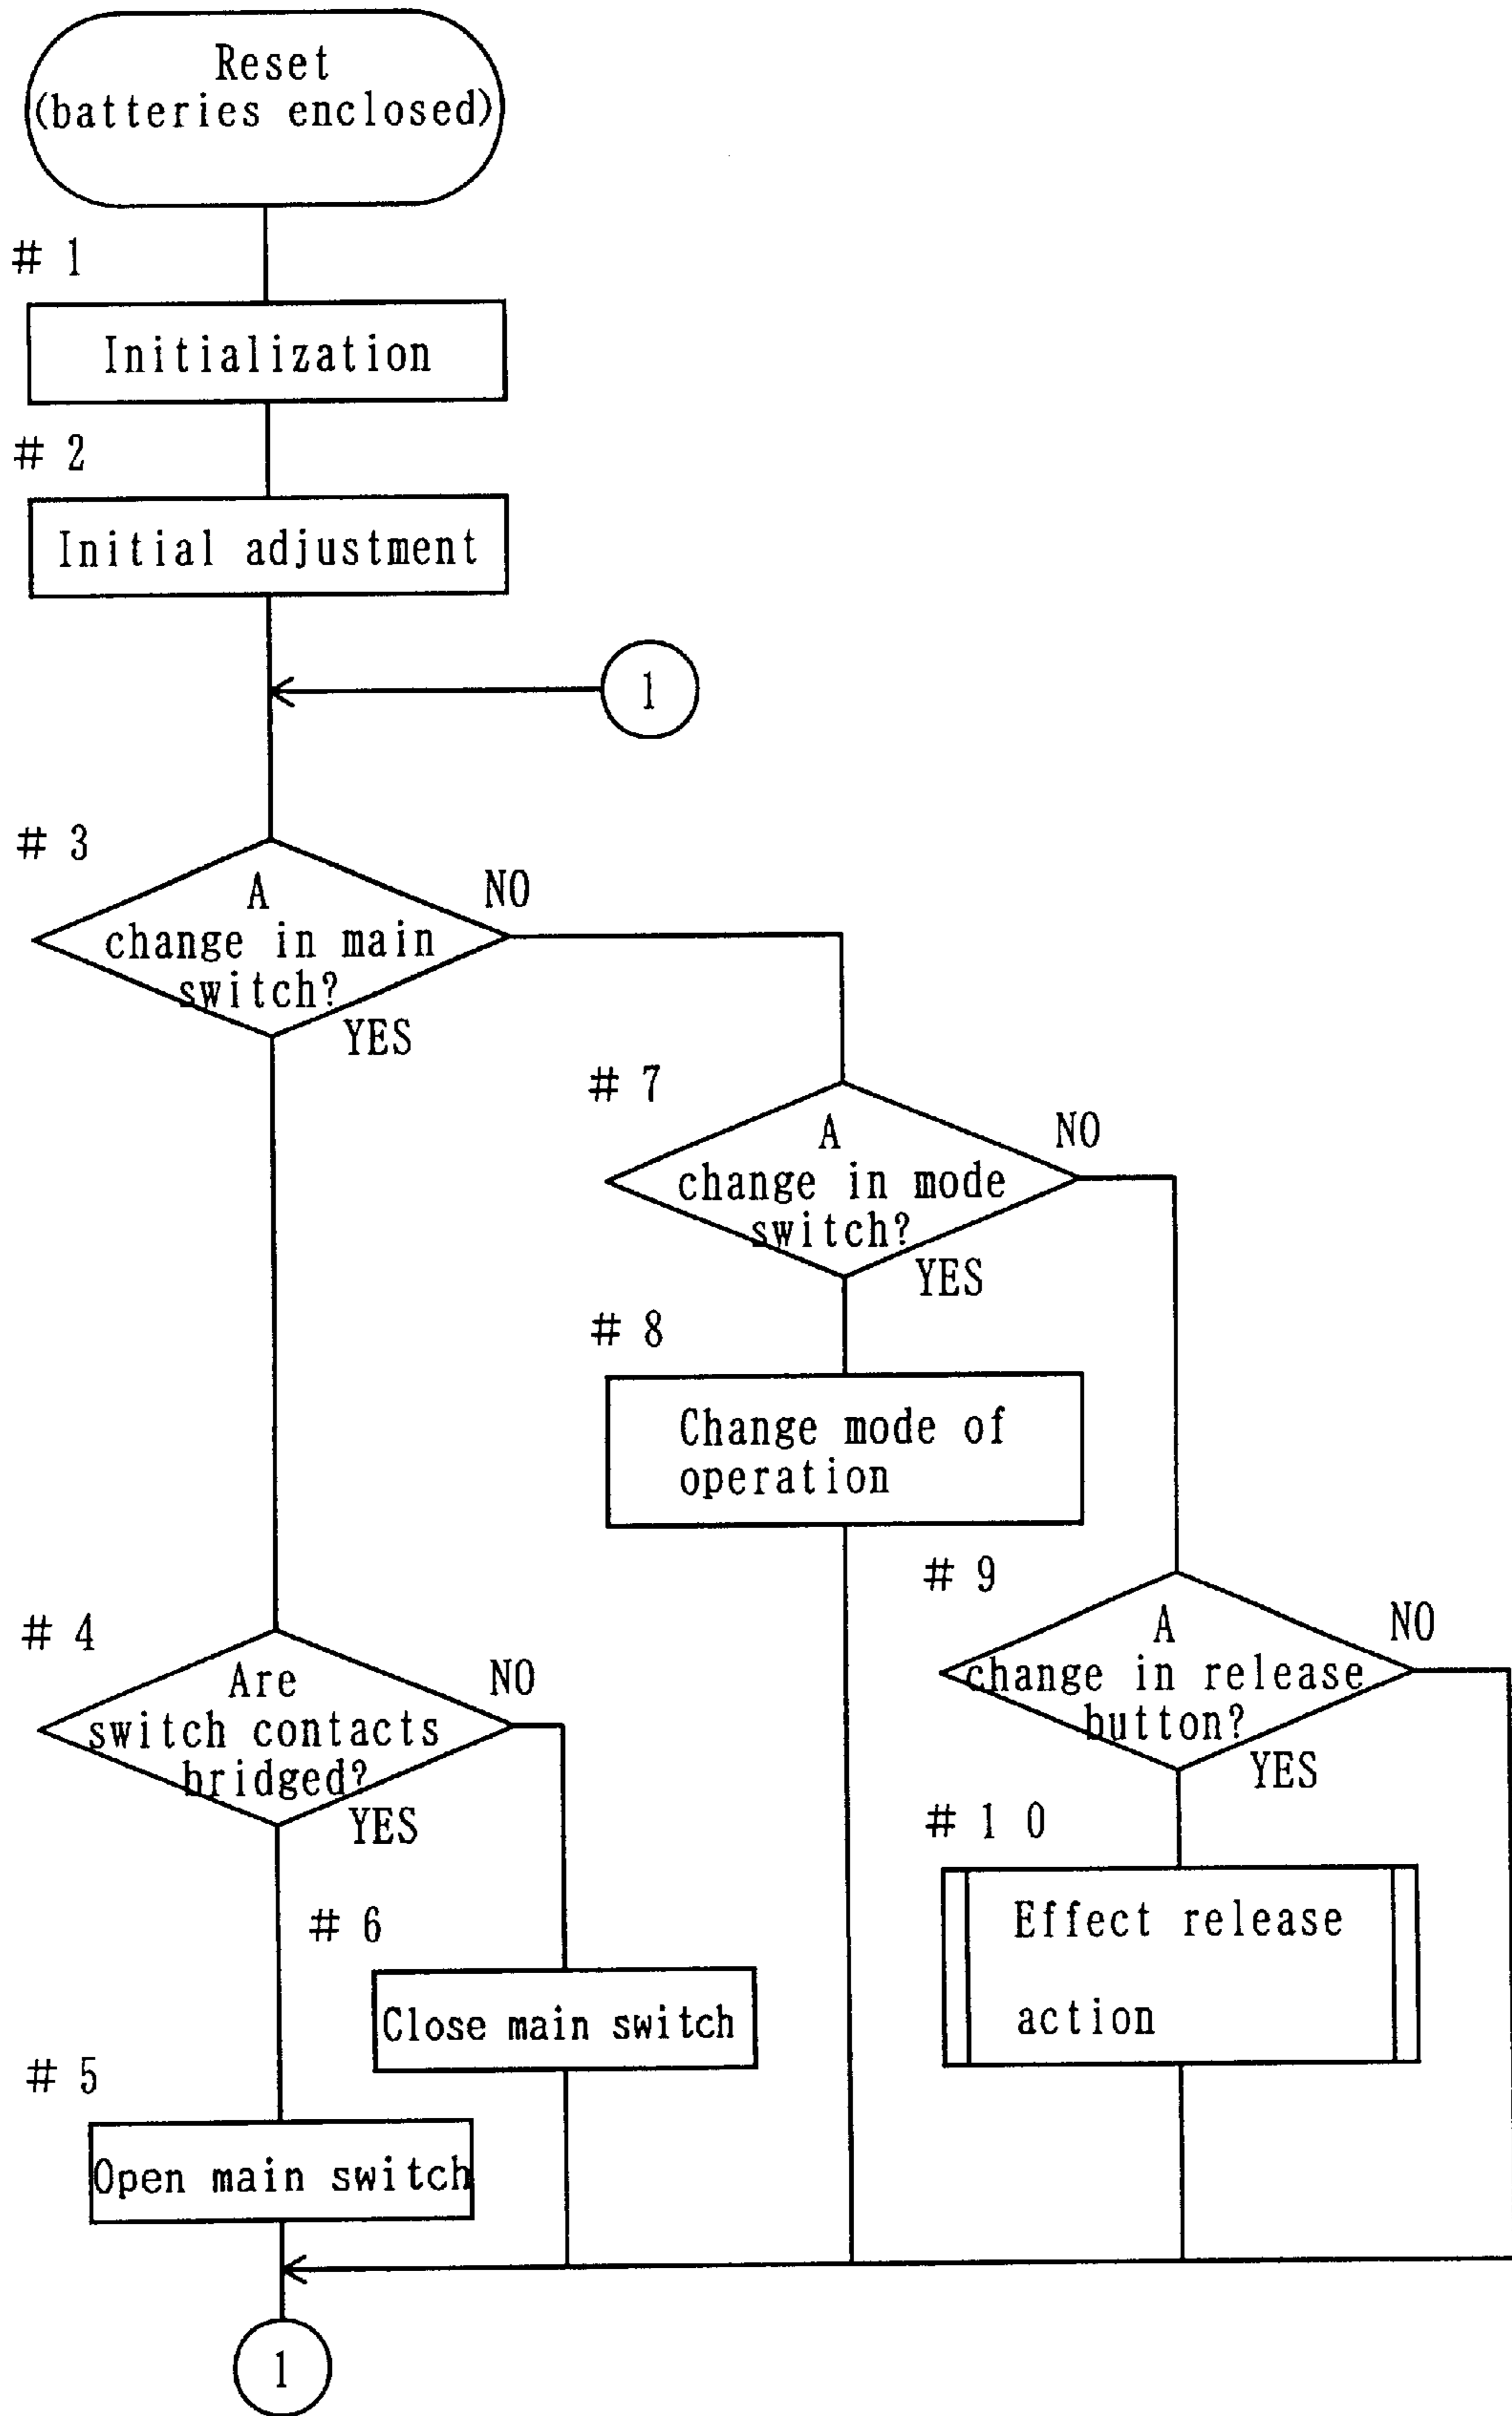 Reset
(batteries enclosed)
# 1
Initialization
# 2
Initial adjustment
1
# 3
A
change in main
switch?
NO
YES
# 7
A
change in mode
switch?
NO
YES
# 8
Change mode of
operation
# 9
A
change in release
button?
NO
YES
# 4
Are
switch contacts
bridged?
NO
YES
# 1 0
Effect release
action
# 6
Close main switch
# 5
Open main switch
1